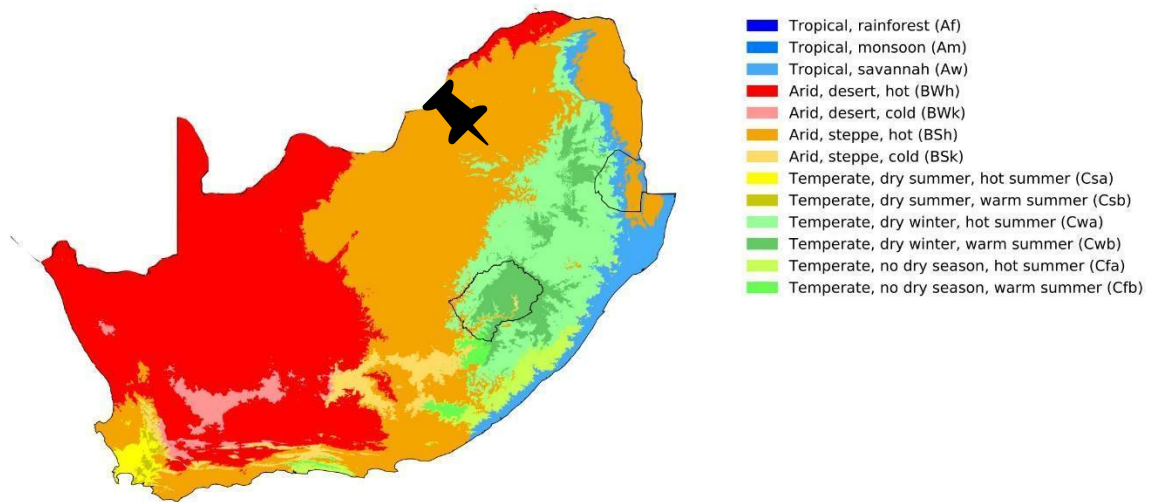 Tropical, rainforest (Af)
Tropical, monsoon (Am)
Tropical, savannah (Aw)
Arid, desert, hot (BWh)
Arid, desert, cold (BWk)
Arid, steppe, hot (BSh)
Arid, steppe, cold (BSk)
Temperate, dry summer, hot summer (Csa)
Temperate, dry summer, warm summer (Csb)
Temperate, dry winter, hot summer (Cwa)
Temperate, dry winter, warm summer (Cwb)
Temperate, no dry season, hot summer (Cfa)
Temperate, no dry season, warm summer (Cfb)